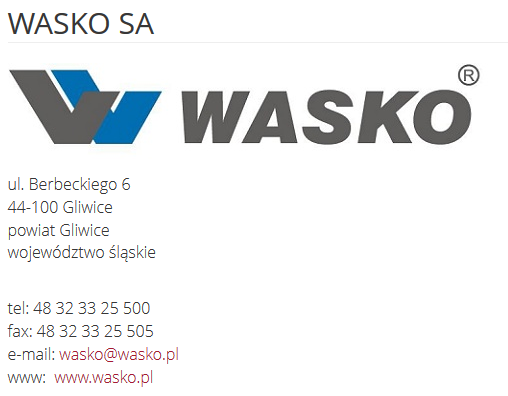 WASKO SA
WASKO®
ul. Berbeckiego 6
44-100 Gliwice
powiat Gliwice
województwo śląskie
tel: 48 32 33 25 500
fax: 48 32 33 25 505
e-mail: wasko@wasko.pl
www: www.wasko.pl